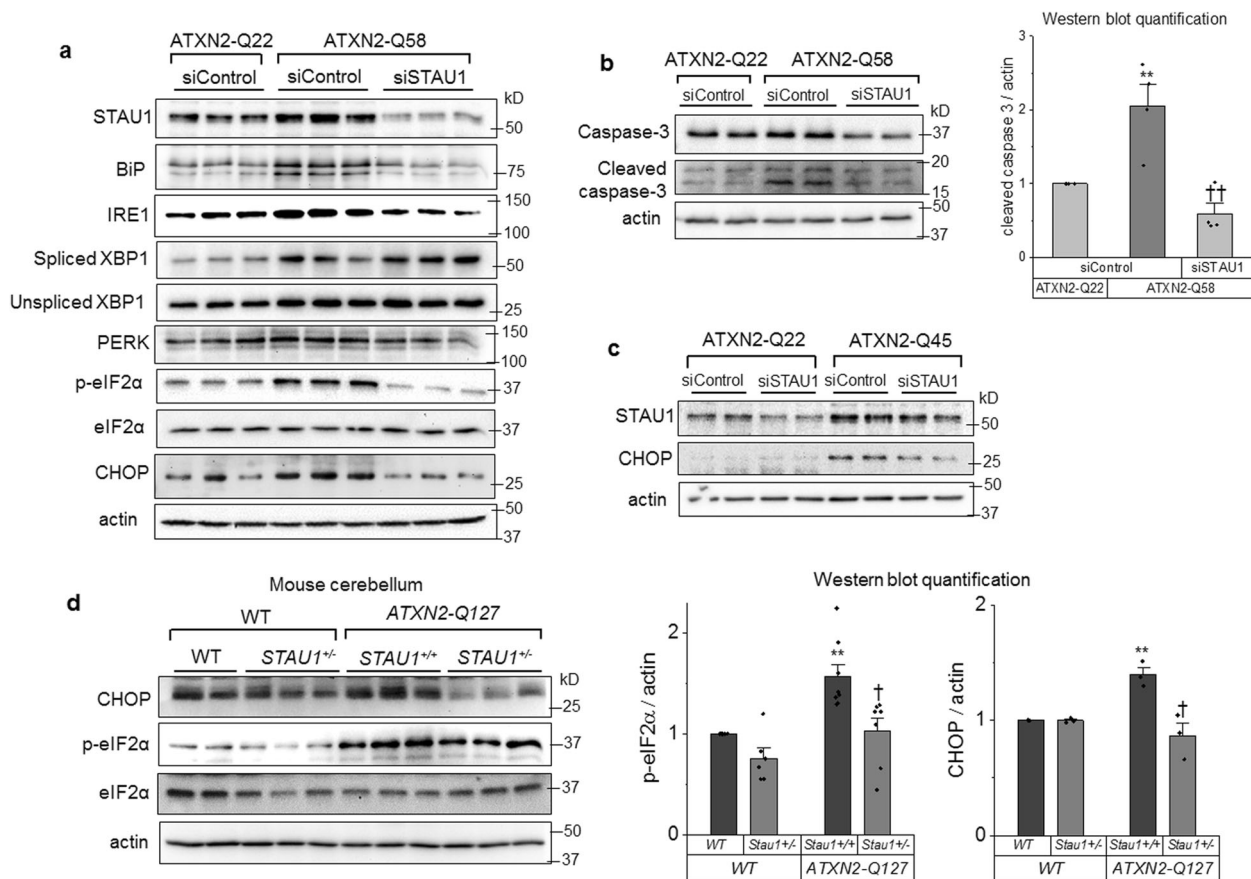 a
ATXN2-Q22 ATXN2-Q58
siControl siControl siSTAU1
kD
STAU1
50
BiP
75
IRE1
150
100
Spliced XBP1
50
Unspliced XBP1
25
PERK
150
100
p-eIF2α
37
eIF2α
37
CHOP
25
actin
50
37
b
ATXN2-Q22 ATXN2-Q58
siControl siControl siSTAU1
kD
Caspase-3
37
Cleaved
caspase-3
20
15
actin
50
37
Western blot quantification
cleaved caspase 3 / actin
3
2
1
0
**
††
siControl siSTAU1
ATXN2-Q22 ATXN2-Q58
c
ATXN2-Q22 ATXN2-Q45
siControl siSTAU1 siControl siSTAU1
kD
STAU1
50
CHOP
25
actin
50
37
d
Mouse cerebellum
WT ATXN2-Q127
WT STAU1+/- STAU1+/+ STAU1+/-
kD
CHOP
25
p-eIF2α
37
eIF2α
37
actin
50
37
Western blot quantification
p-eIF2α / actin
2
1
0
**
†
WT Stau1+/- Stau1+/+ Stau1+/-
WT ATXN2-Q127
CHOP / actin
2
1
0
**
†
WT Stau1+/- Stau1+/+ Stau1+/-
WT ATXN2-Q127